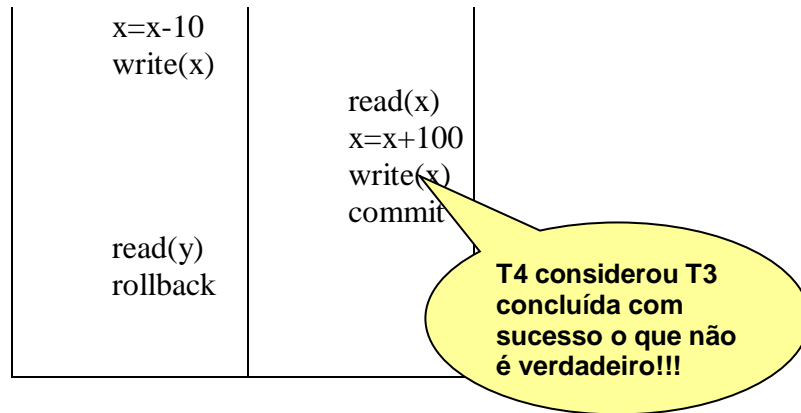 x=x-10
write(x)
read(x)
x=x+100
write(x)
commit
read(y)
rollback
T4 considerou T3
concluída com
sucesso o que não
é verdadeiro!!!